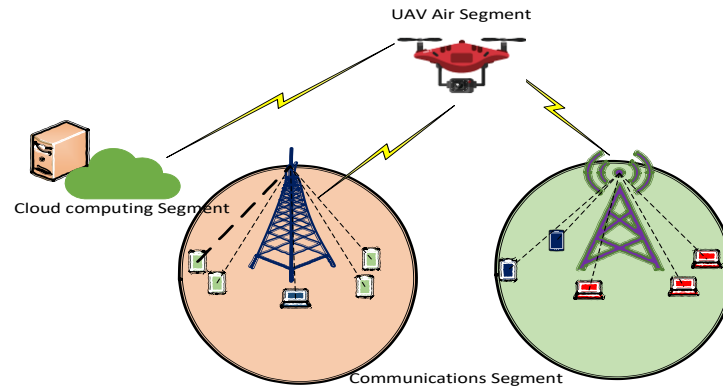 UAV Air Segment
Cloud computing Segment
Communications Segment